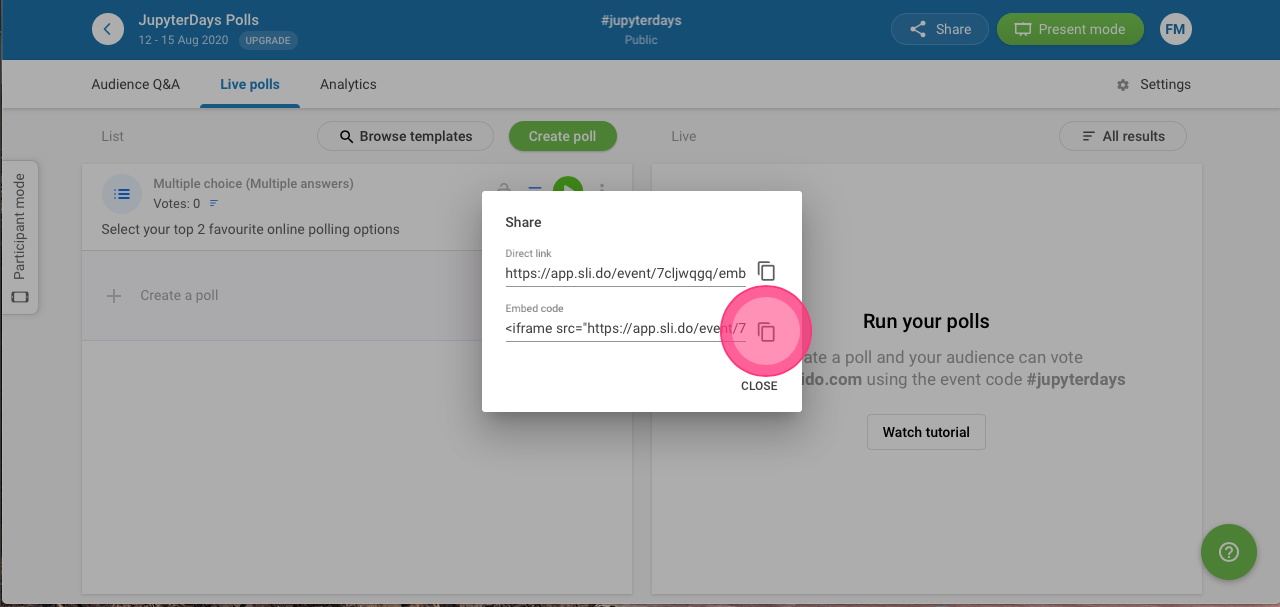 JupyterDays Polls
12 - 15 Aug 2020 UPGRADE
#jupyterdays
Public
Share
Present mode
FM
Audience Q&A
Live polls
Analytics
Settings
List
Browse templates
Create poll
Live
All results
Participant mode
Multiple choice (Multiple answers)
Votes: 0
Select your top 2 favourite online polling options
Create a poll
Share
Direct link
https://app.sli.do/event/7cljwqgq/emb
Embed code
<iframe src="https://app.sli.do/event/7
CLOSE
Run your polls
ate a poll and your audience can vote
ido.com using the event code #jupyterdays
Watch tutorial